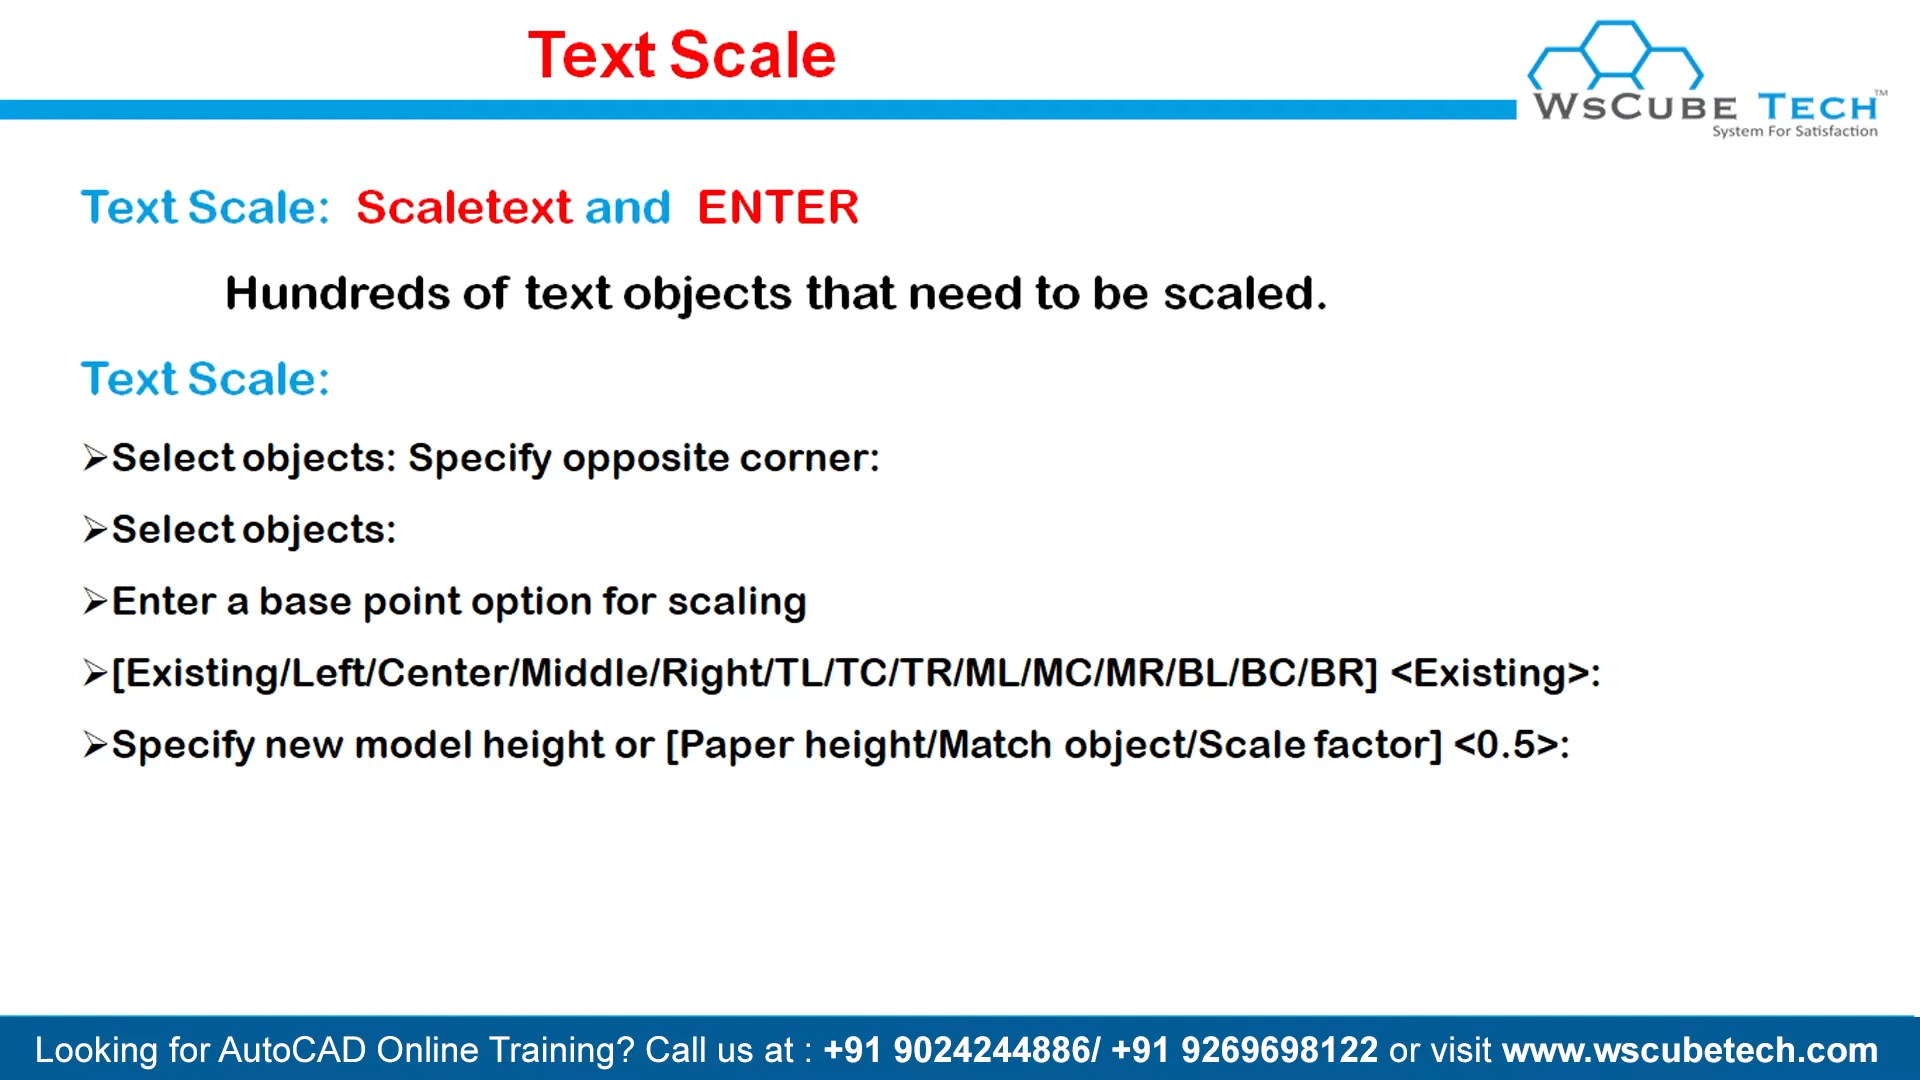 Text Scale
WsCube Tech™
System For Satisfaction
Text Scale: Scaletext and ENTER
Hundreds of text objects that need to be scaled.
Text Scale:
➢Select objects: Specify opposite corner:
➢Select objects:
➢Enter a base point option for scaling
➢[Existing/Left/Center/Middle/Right/TL/TC/TR/ML/MC/MR/BL/BC/BR] <Existing>:
➢Specify new model height or [Paper height/Match object/Scale factor] <0.5>:
Looking for AutoCAD Online Training? Call us at : +91 9024244886/ +91 9269698122 or visit www.wscubetech.com